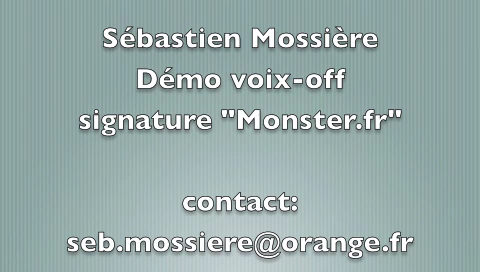 Sébastien Mossière
Démo voix-off
signature "Monster.fr"
contact:
seb.mossiere@orange.fr